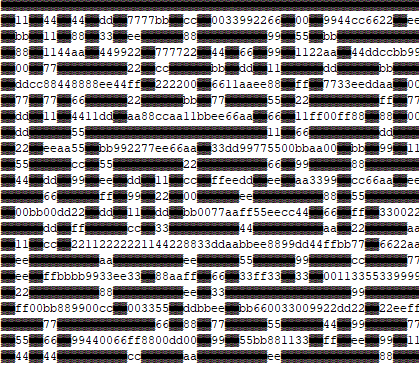 11 44 44 dd 7777bb cc 0033992266 00 9944cc6622 ee
bb 11 88 33 ee 88 99 55 bb
88 1144aa 449922 777722 44 66 99 1122aa 44ddccbb99
00 77 22 cc bb dd 11 dd bb
ddcc88448888ee44ff 222200 6611aaee88 ff 7733eeddaa 00
77 77 66 22 bb 77 55 22 ff 77
dd 11 4411dd aa88ccaa11bbee66aa 66 11ff00ff88 88 00
dd 55 11 66 dd
22 eeaa55 bb992277ee66aa 33dd99775500bbaa00 bb 99 11
55 cc 55 22 66 99 88
44 dd 99 ee dd 11 cc ffeedd ee aa3399 cc66aa ee
66 ff 99 22 00 ee 88 55
00bb00dd22 dd 11 dd bb0077aaff55eecc44 66 ff 330022
dd ff cc 33 44 22 aa
11 cc 22112222221144228833ddaabbee8899dd44ffbb77 6622aa
ee aa ee 55 99 cc 77
ee ffbbbb9933ee33 88aaff 66 33ff33 33 00113355339999
22 88 ee 33 99
ff00bb889900cc 003355 ddbbee bb660033009922dd22 22eeff
77 66 88 77 55 44 99 77
55 66 99440066ff8800dd00 99 55bb881133 ff ee 99 11
44 44 cc aa ee 88